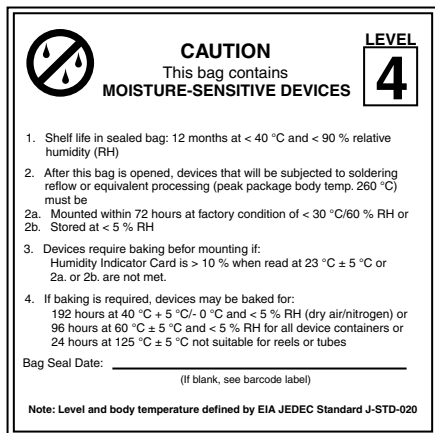 CAUTION
This bag contains
MOISTURE-SENSITIVE DEVICES
LEVEL
4
1. Shelf life in sealed bag: 12 months at < 40 °C and < 90 % relative
humidity (RH)
2. After this bag is opened, devices that will be subjected to soldering
reflow or equivalent processing (peak package body temp. 260 °C)
must be
2a. Mounted within 72 hours at factory condition of < 30 °C/60 % RH or
2b. Stored at < 5 % RH
3. Devices require baking befor mounting if:
Humidity Indicator Card is > 10 % when read at 23 °C ± 5 °C or
2a. or 2b. are not met.
4. If baking is required, devices may be baked for:
192 hours at 40 °C + 5 °C/- 0 °C and < 5 % RH (dry air/nitrogen) or
96 hours at 60 °C ± 5 °C and < 5 % RH for all device containers or
24 hours at 125 °C ± 5 °C not suitable for reels or tubes
Bag Seal Date:
(If blank, see barcode label)
Note: Level and body temperature defined by EIA JEDEC Standard J-STD-020